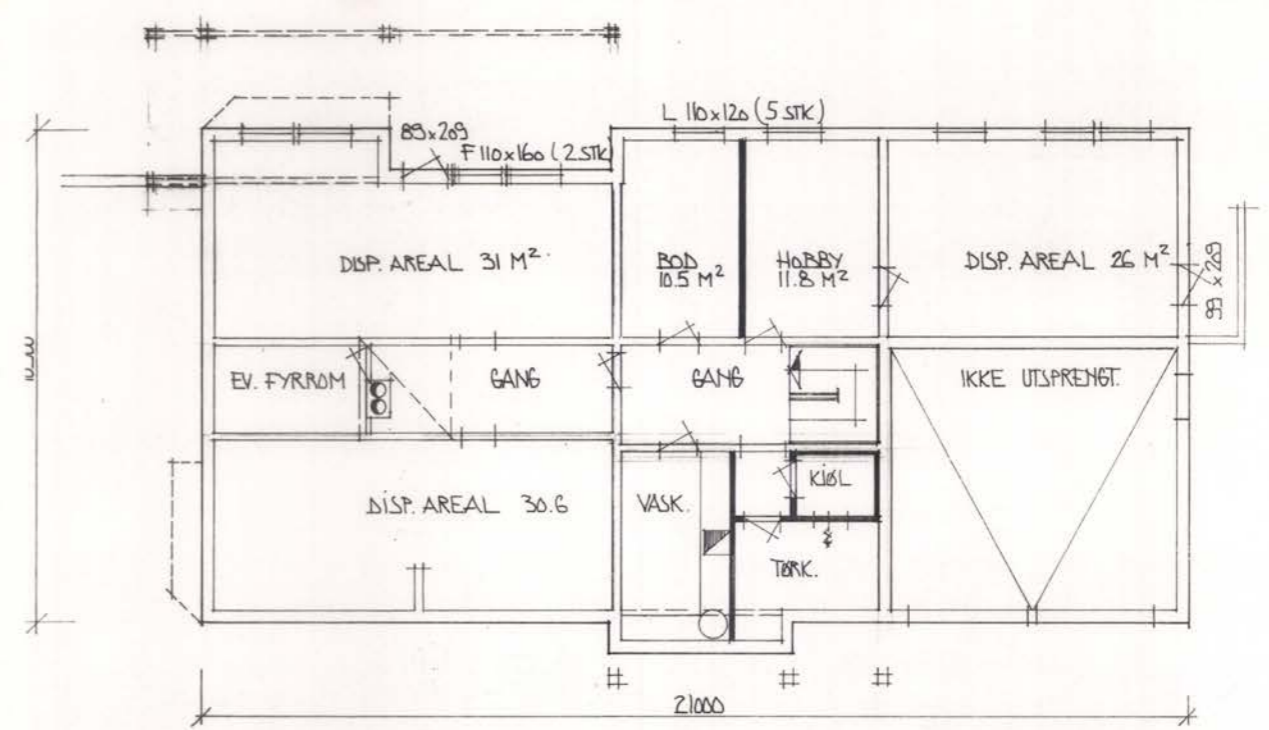 L 110x120 (5 STK)
89x209
F 110x160 (2 STK)
DISP. AREAL 31 M²
BOD
10.5 M²
HOBBY
11.8 M²
DISP. AREAL 26 M²
99 x 209
EV. FYRROM
GANG
GANG
IKKE UTSPRENGT.
DISP. AREAL 30.6
VASK.
KJØL
TØRK.
21000